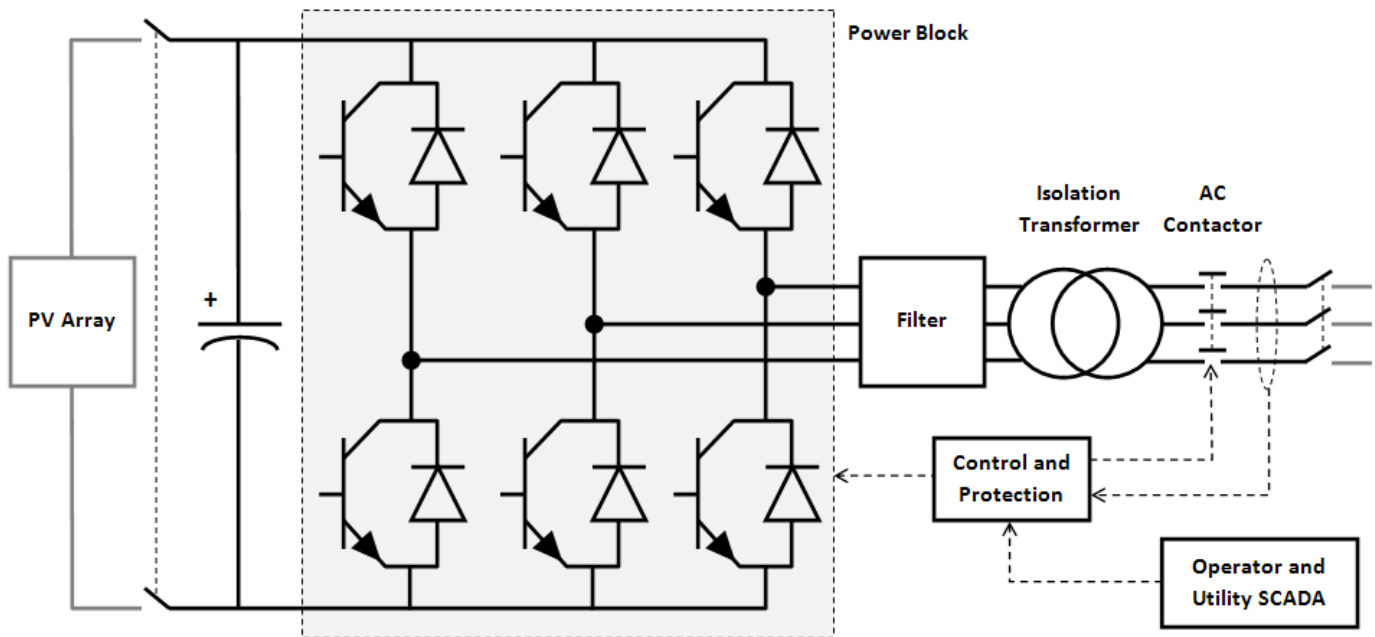 Power Block
Isolation
Transformer
AC
Contactor
PV Array
+
Filter
Control and
Protection
Operator and
Utility SCADA